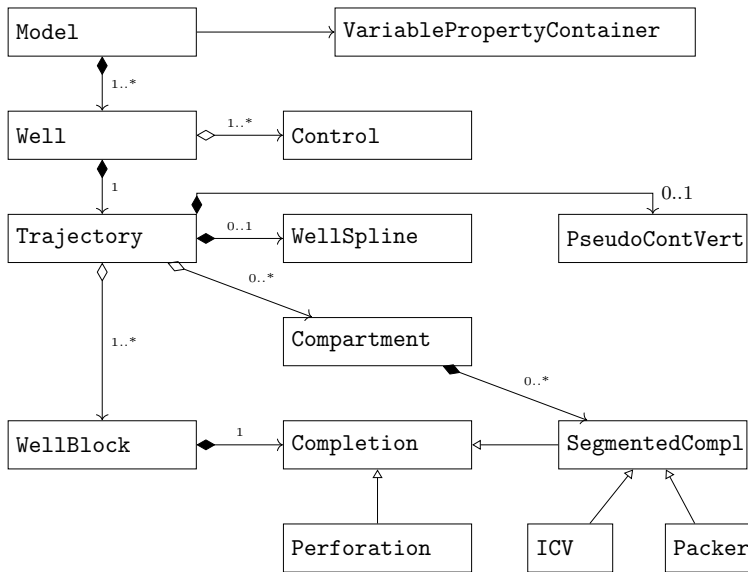 Model
VariablePropertyContainer
1..*
Well
1..*
Control
1
0..1
Trajectory
0..1
WellSpline
PseudoContVert
0..*
Compartment
1..*
0..*
WellBlock
1
Completion
SegmentedCompl
Perforation
ICV
Packer